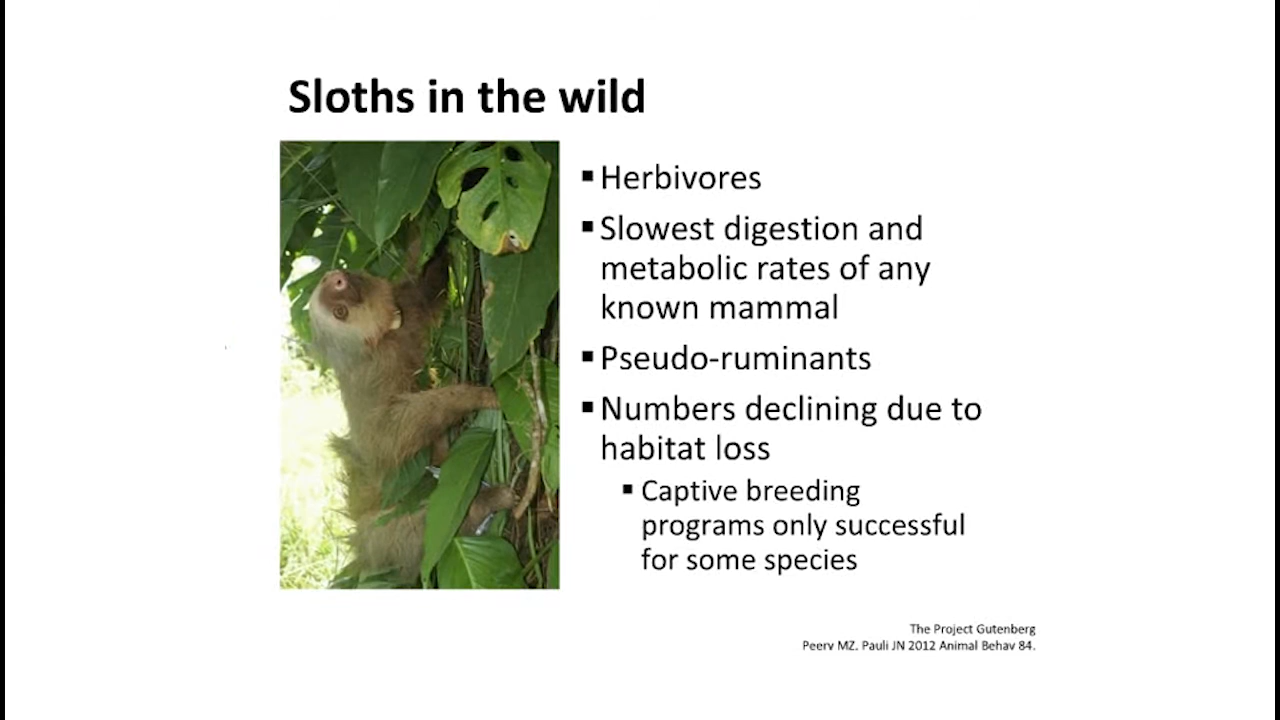 Sloths in the wild
▪Herbivores
▪Slowest digestion and
metabolic rates of any
known mammal
▪Pseudo-ruminants
▪Numbers declining due to
habitat loss
▪Captive breeding
programs only successful
for some species
The Project Gutenberg
Peery MZ. Pauli JN 2012 Animal Behav 84.